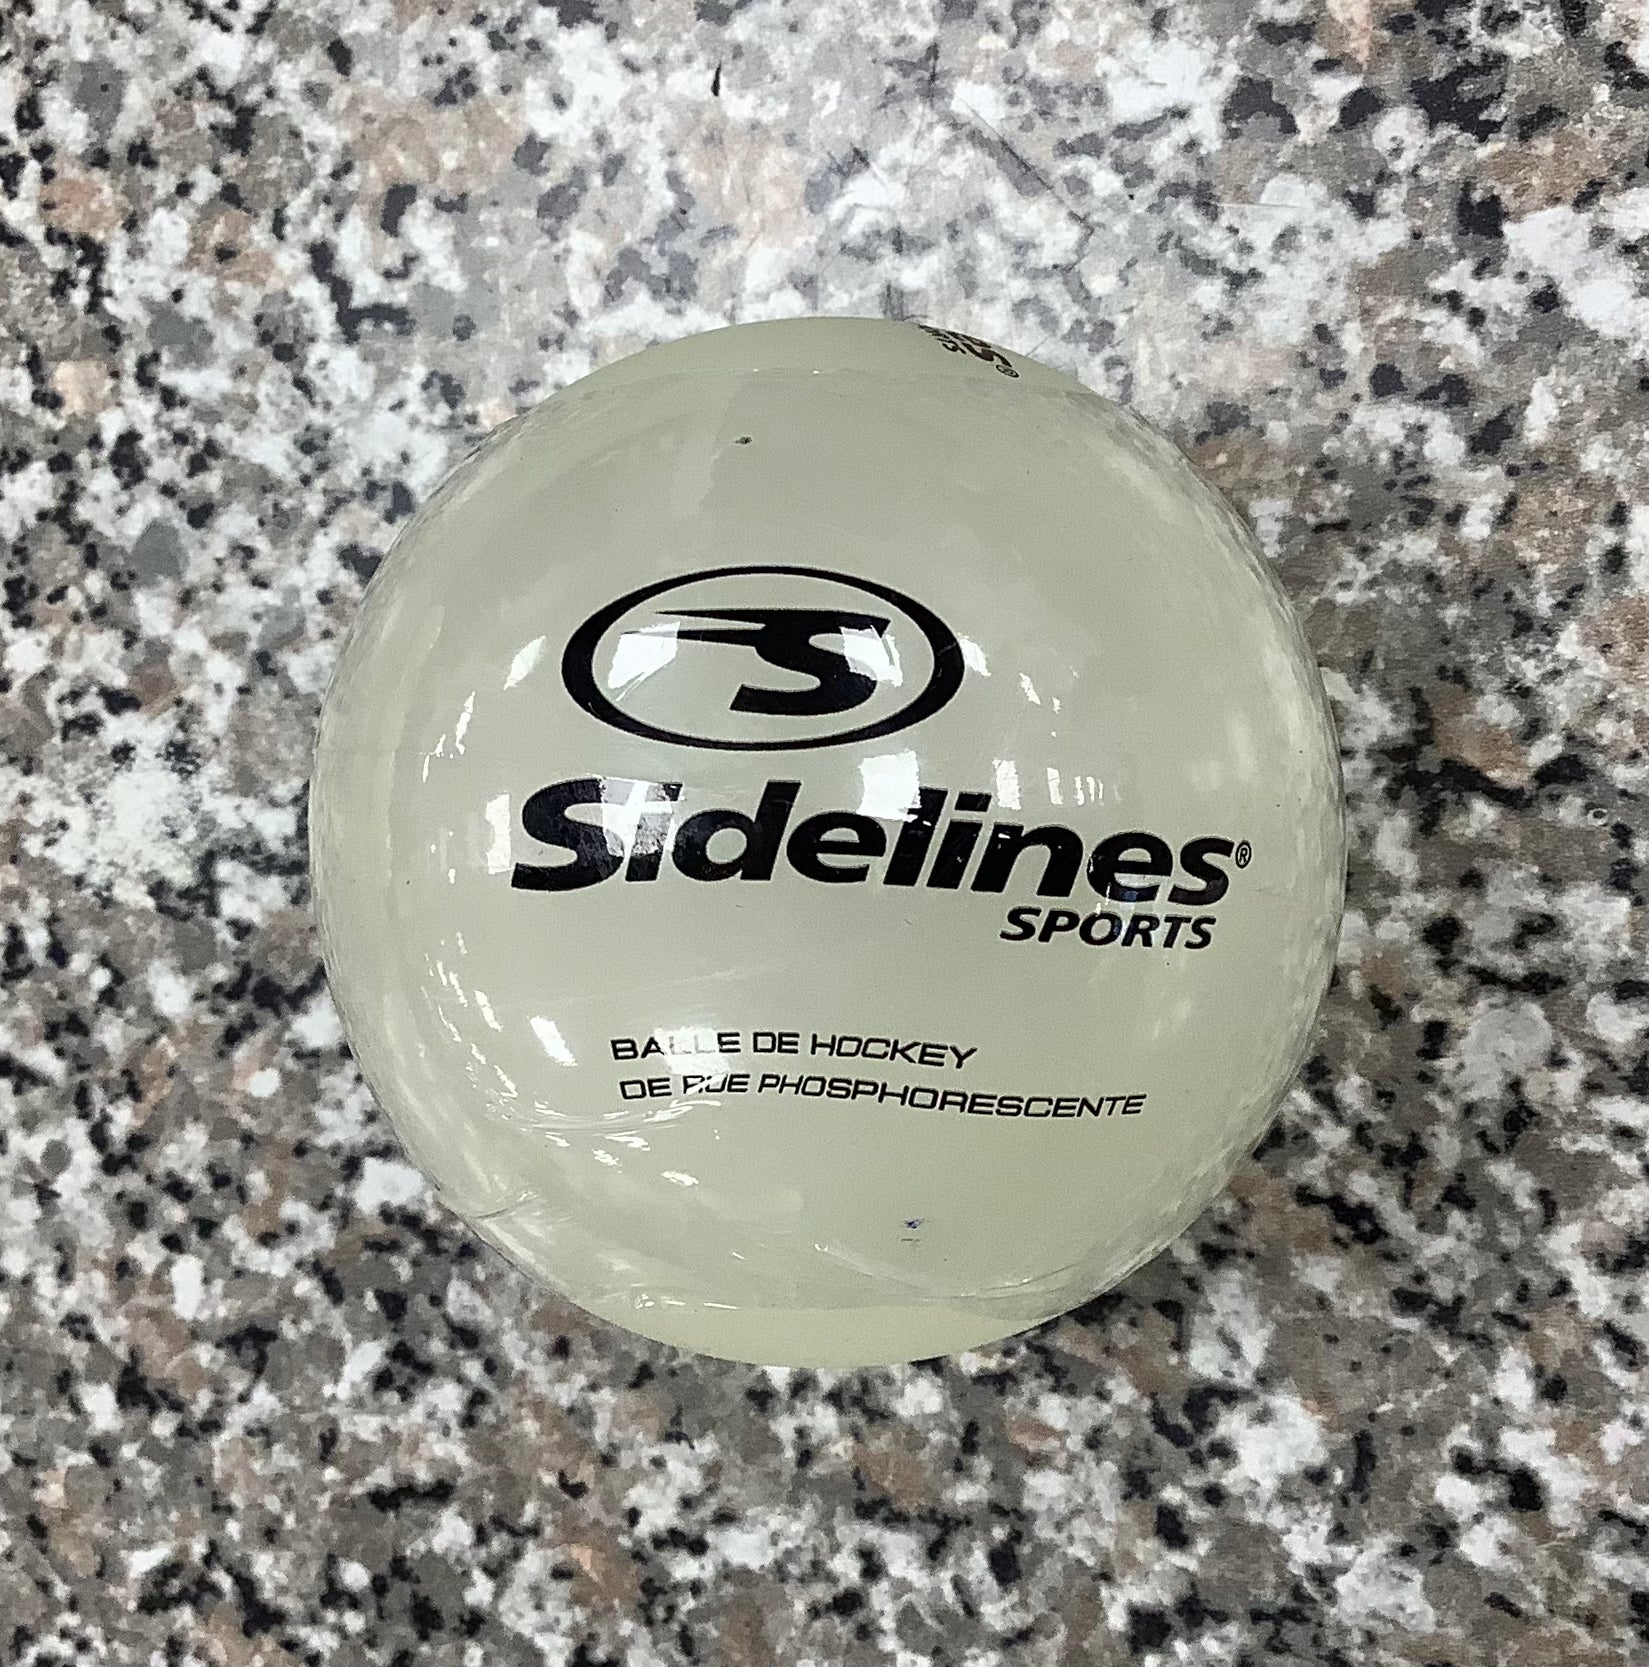 S
Sidelines®
SPORTS
BALLE DE HOCKEY
DE RUE PHOSPHORESCENTE